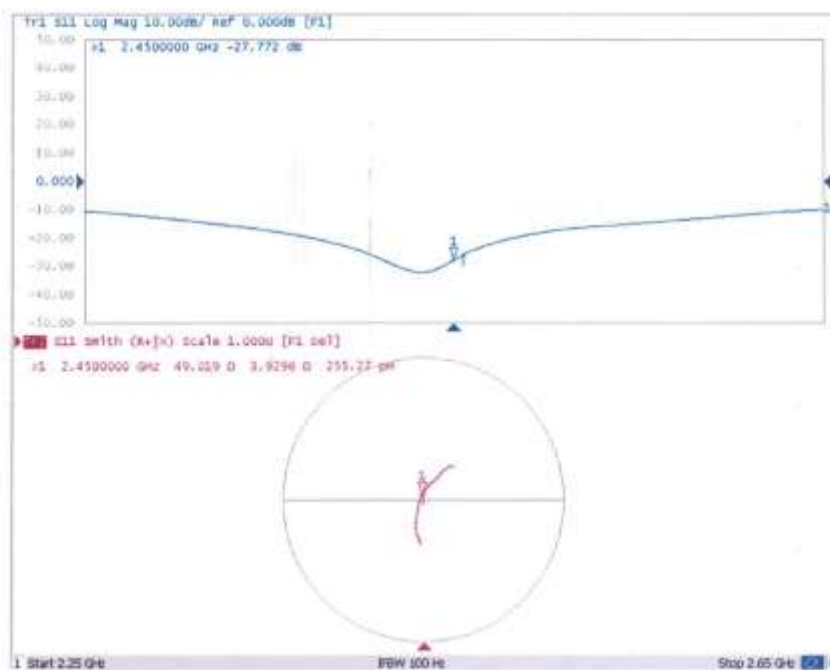 Tr1 S11 Log Mag 10.00dB/ Ref 0.000dB [F1]
50.00
>1 2.4500000 GHz -27.772 dB
40.00
30.00
20.00
10.00
0.000
-10.00
-20.00
1
-30.00
-40.00
-50.00
S11 Smith (R+jX) Scale 1.000U [F1 Del]
>1 2.4500000 GHz 49.819 Ω 3.9296 Ω 255.27 pH
1
1 Start 2.25 GHz IFBW 100 Hz Stop 2.65 GHz